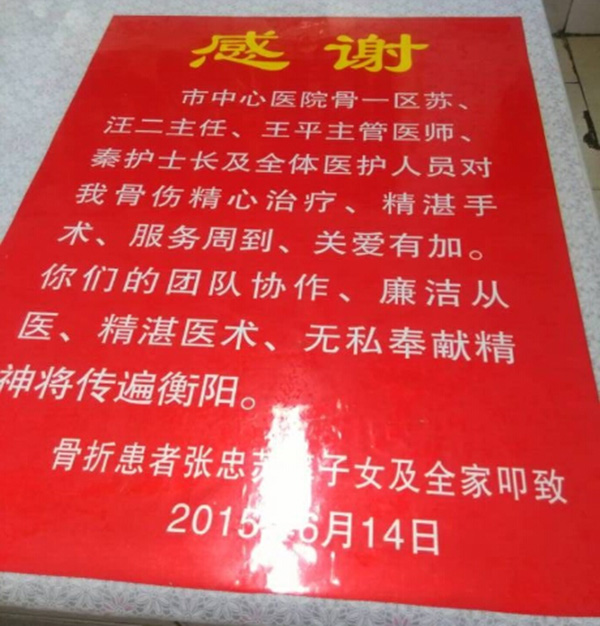 感谢
市中心医院骨一区苏、
汪二主任、王平主管医师、
秦护士长及全体医护人员对
我骨伤精心治疗、精湛手
术、服务周到、关爱有加。
你们的团队协作、廉洁从
医、精湛医术、无私奉献精
神将传遍衡阳。
骨折患者张忠 子女及全家叩致
2015 6月14日